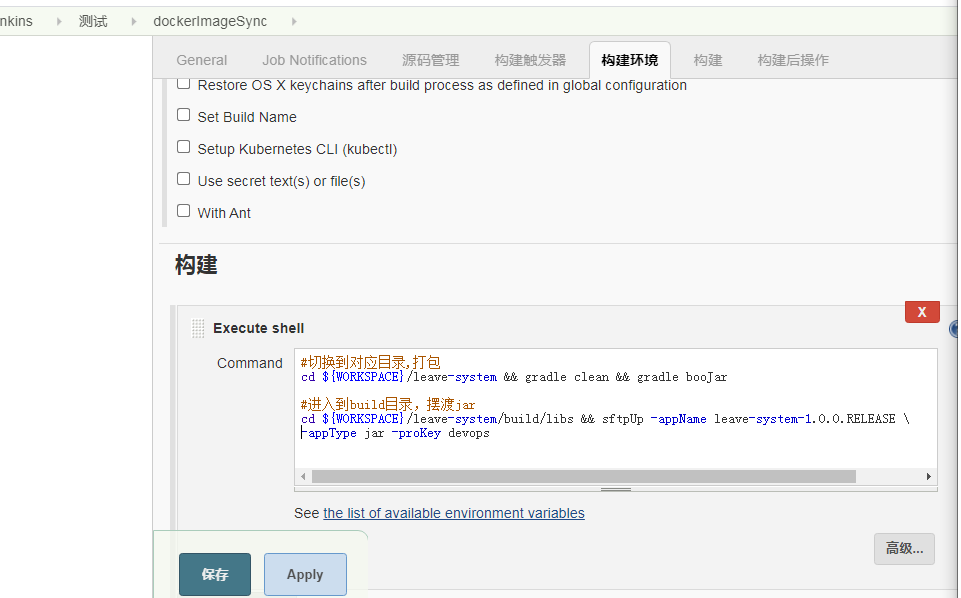 nkins 测试 dockerImageSync
General Job Notifications 源码管理 构建触发器 构建环境 构建 构建后操作
Restore OS X keychains after build process as defined in global configuration
Set Build Name
Setup Kubernetes CLI (kubectl)
Use secret text(s) or file(s)
With Ant
构建
X
Execute shell
Command
#切换到对应目录,打包
cd ${WORKSPACE}/leave-system && gradle clean && gradle booJar
#进入到build目录，摆渡jar
cd ${WORKSPACE}/leave-system/build/libs && sftpUp -appName leave-system-1.0.0.RELEASE \
-appType jar -proKey devops
See the list of available environment variables
高级...
保存 Apply